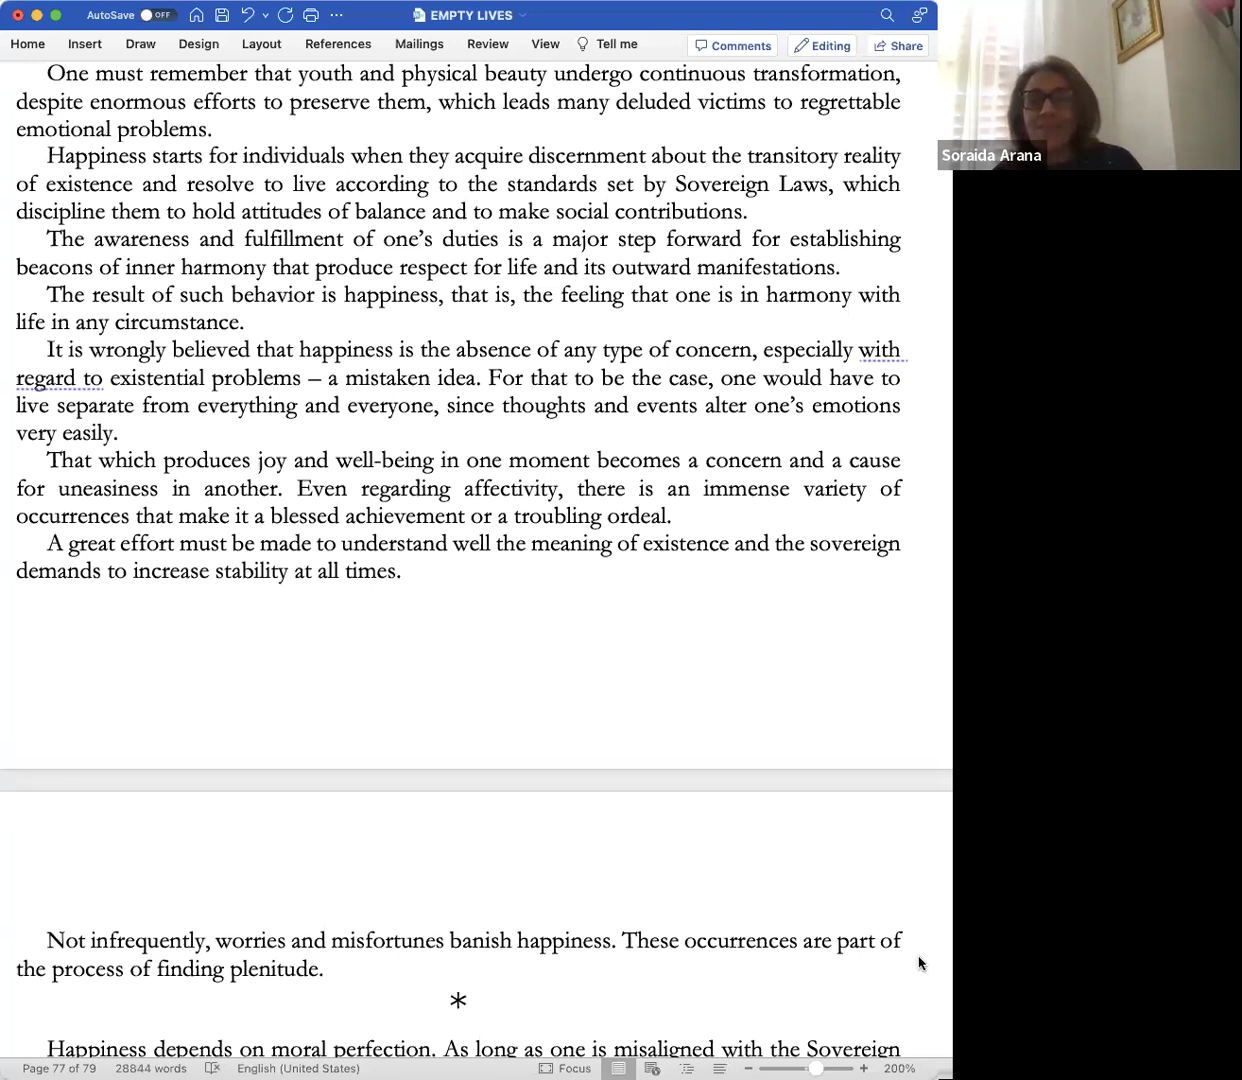 AutoSave OFF
EMPTY LIVES
Home Insert Draw Design Layout References Mailings Review View Tell me Comments Editing Share
One must remember that youth and physical beauty undergo continuous transformation,
despite enormous efforts to preserve them, which leads many deluded victims to regrettable
emotional problems.
Happiness starts for individuals when they acquire discernment about the transitory reality
of existence and resolve to live according to the standards set by Sovereign Laws, which
discipline them to hold attitudes of balance and to make social contributions.
The awareness and fulfillment of one’s duties is a major step forward for establishing
beacons of inner harmony that produce respect for life and its outward manifestations.
The result of such behavior is happiness, that is, the feeling that one is in harmony with
life in any circumstance.
It is wrongly believed that happiness is the absence of any type of concern, especially with
regard to existential problems – a mistaken idea. For that to be the case, one would have to
live separate from everything and everyone, since thoughts and events alter one’s emotions
very easily.
That which produces joy and well-being in one moment becomes a concern and a cause
for uneasiness in another. Even regarding affectivity, there is an immense variety of
occurrences that make it a blessed achievement or a troubling ordeal.
A great effort must be made to understand well the meaning of existence and the sovereign
demands to increase stability at all times.
Not infrequently, worries and misfortunes banish happiness. These occurrences are part of
the process of finding plenitude.
*
Happiness depends on moral perfection. As long as one is misaligned with the Sovereign
Page 77 of 79 28844 words English (United States) Focus 200%
Soraida Arana